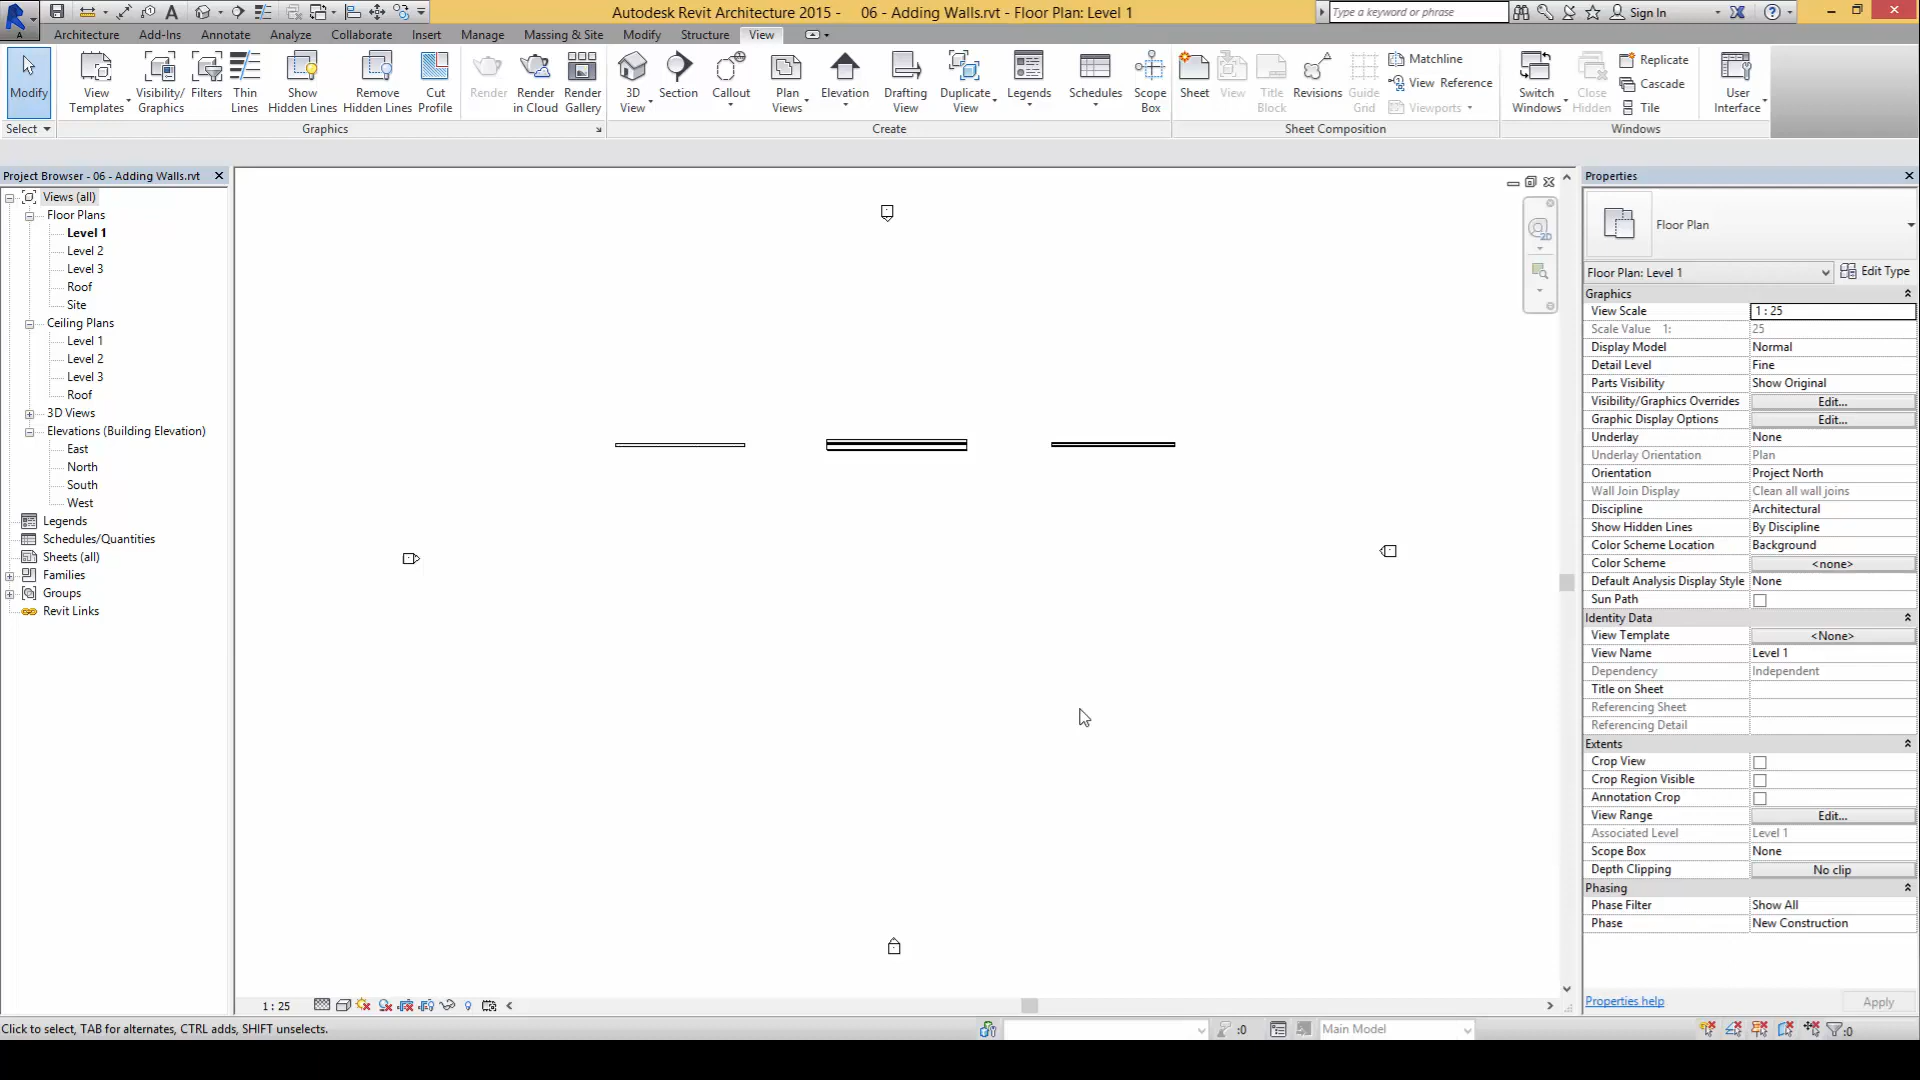 Autodesk Revit Architecture 2015 -     06 - Adding Walls.rvt - Floor Plan: Level 1
Type a keyword or phrase
Sign In
Architecture Add-Ins Annotate Analyze Collaborate Insert Manage Massing & Site Modify Structure View
Modify
View Templates
Visibility/ Graphics
Filters
Thin Lines
Show Hidden Lines
Remove Hidden Lines
Cut Profile
Render
Render in Cloud
Render Gallery
3D View
Section
Callout
Plan Views
Elevation
Drafting View
Duplicate View
Legends
Schedules
Scope Box
Sheet
View
Title Block
Revisions
Guide Grid
Matchline
View Reference
Viewports
Switch Windows
Close Hidden
Replicate
Cascade
Tile
User Interface
Select
Graphics
Create
Sheet Composition
Windows
Project Browser - 06 - Adding Walls.rvt
Views (all)
Floor Plans
Level 1
Level 2
Level 3
Roof
Site
Ceiling Plans
Level 1
Level 2
Level 3
Roof
3D Views
Elevations (Building Elevation)
East
North
South
West
Legends
Schedules/Quantities
Sheets (all)
Families
Groups
Revit Links
2D
Properties
Floor Plan
Floor Plan: Level 1
Edit Type
Graphics
View Scale 1 : 25
Scale Value 1: 25
Display Model Normal
Detail Level Fine
Parts Visibility Show Original
Visibility/Graphics Overrides Edit...
Graphic Display Options Edit...
Underlay None
Underlay Orientation Plan
Orientation Project North
Wall Join Display Clean all wall joins
Discipline Architectural
Show Hidden Lines By Discipline
Color Scheme Location Background
Color Scheme <none>
Default Analysis Display Style None
Sun Path
Identity Data
View Template <None>
View Name Level 1
Dependency Independent
Title on Sheet
Referencing Sheet
Referencing Detail
Extents
Crop View
Crop Region Visible
Annotation Crop
View Range Edit...
Associated Level Level 1
Scope Box None
Depth Clipping No clip
Phasing
Phase Filter Show All
Phase New Construction
Properties help
Apply
1 : 25
Click to select, TAB for alternates, CTRL adds, SHIFT unselects.
:0
Main Model
:0